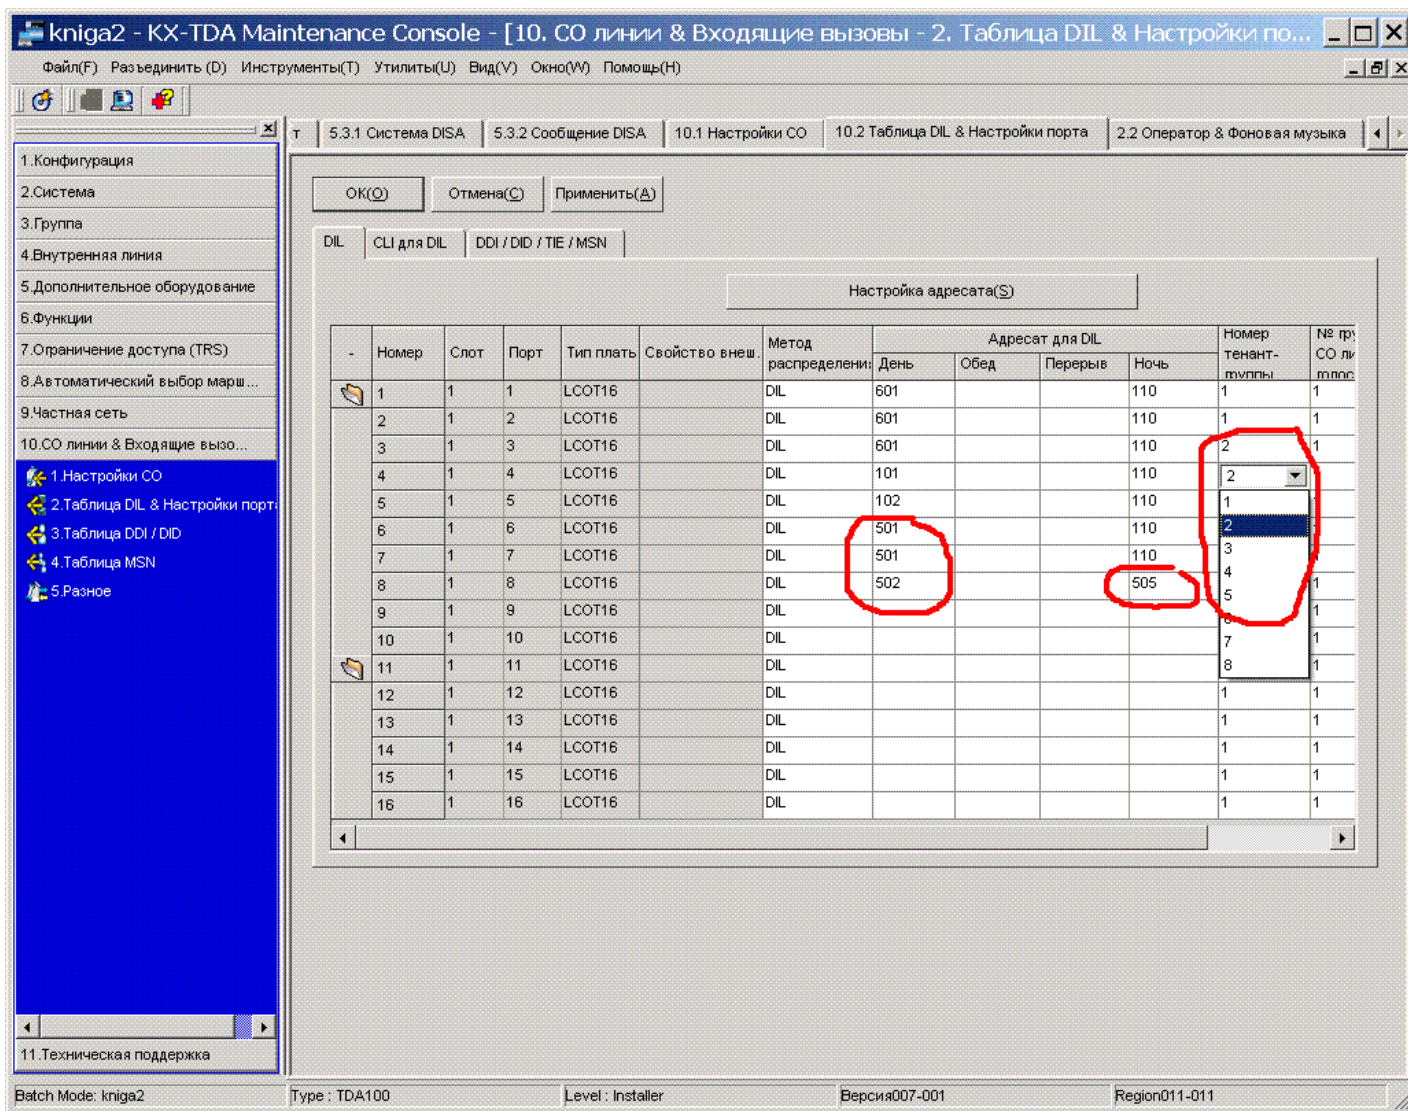 kniga2 - KX-TDA Maintenance Console - [10. CO линии & Входящие вызовы - 2. Таблица DIL & Настройки по...
Файл(F) Разъединить (D) Инструменты(T) Утилиты(U) Вид(V) Окно(W) Помощь(H)
т 5.3.1 Система DISA 5.3.2 Сообщение DISA 10.1 Настройки CO 10.2 Таблица DIL & Настройки порта 2.2 Оператор & Фоновая музыка
1.Конфигурация
2.Система
3.Группа
4.Внутренняя линия
5.Дополнительное оборудование
6.Функции
7.Ограничение доступа (TRS)
8.Автоматический выбор марш...
9.Частная сеть
10.CO линии & Входящие вызо...
1.Настройки CO
2.Таблица DIL & Настройки порт
3.Таблица DDI / DID
4.Таблица MSN
5.Разное
11.Техническая поддержка
OK(O) Отмена(C) Применить(A)
DIL CLI для DIL DDI / DID / TIE / MSN
Настройка адресата(S)
- Номер Слот Порт Тип плать Свойство внеш. Метод распределени Адресат для DIL Номер тенант-группы № гру CO ли голос
День Обед Перерыв Ночь
1 1 1 LCOT16 DIL 601 110 1 1
2 1 2 LCOT16 DIL 601 110 1 1
3 1 3 LCOT16 DIL 601 110 2 1
4 1 4 LCOT16 DIL 101 110 2
5 1 5 LCOT16 DIL 102 110 1
6 1 6 LCOT16 DIL 501 110 2
7 1 7 LCOT16 DIL 501 110 3 1
8 1 8 LCOT16 DIL 502 505 4 1
5
9 1 9 LCOT16 DIL 6 1
10 1 10 LCOT16 DIL 7 1
11 1 11 LCOT16 DIL 8 1
12 1 12 LCOT16 DIL 1 1
13 1 13 LCOT16 DIL 1 1
14 1 14 LCOT16 DIL 1 1
15 1 15 LCOT16 DIL 1 1
16 1 16 LCOT16 DIL 1 1
Batch Mode: kniga2 Type : TDA100 Level : Installer Версия007-001 Region011-011